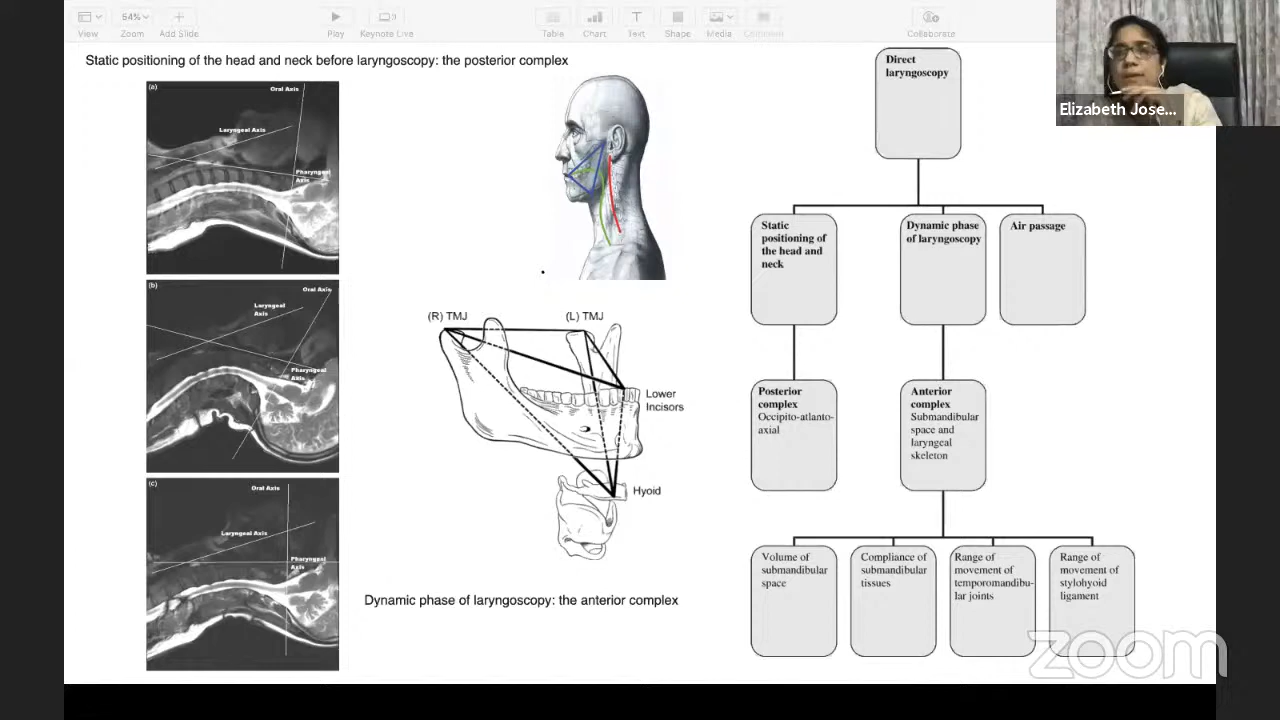 64%
View
Zoom
Add Slide
Play
Keynote Live
Table
Chart
Text
Shape
Media
Comment
Collaborate
Elizabeth Jose...
Static positioning of the head and neck before laryngoscopy: the posterior complex
(a)
Oral Axis
Laryngeal Axis
Pharyngeal
Axis
(b)
Oral Axis
Laryngeal
Axis
Pharyngeal
Axis
(c)
Oral Axis
Laryngeal Axis
Pharyngeal
Axis
(R) TMJ
(L) TMJ
Lower
Incisors
Hyoid
Dynamic phase of laryngoscopy: the anterior complex
Direct
laryngoscopy
Static
positioning of
the head and
neck
Dynamic phase
of laryngoscopy
Air passage
Posterior
complex
Occipito-atlanto-
axial
Anterior
complex
Submandibular
space and
laryngeal
skeleton
Volume of
submandibular
space
Compliance of
submandibular
tissues
Range of
movement of
temporomandibu-
lar joints
Range of
movement of
stylohyoid
ligament
zoom